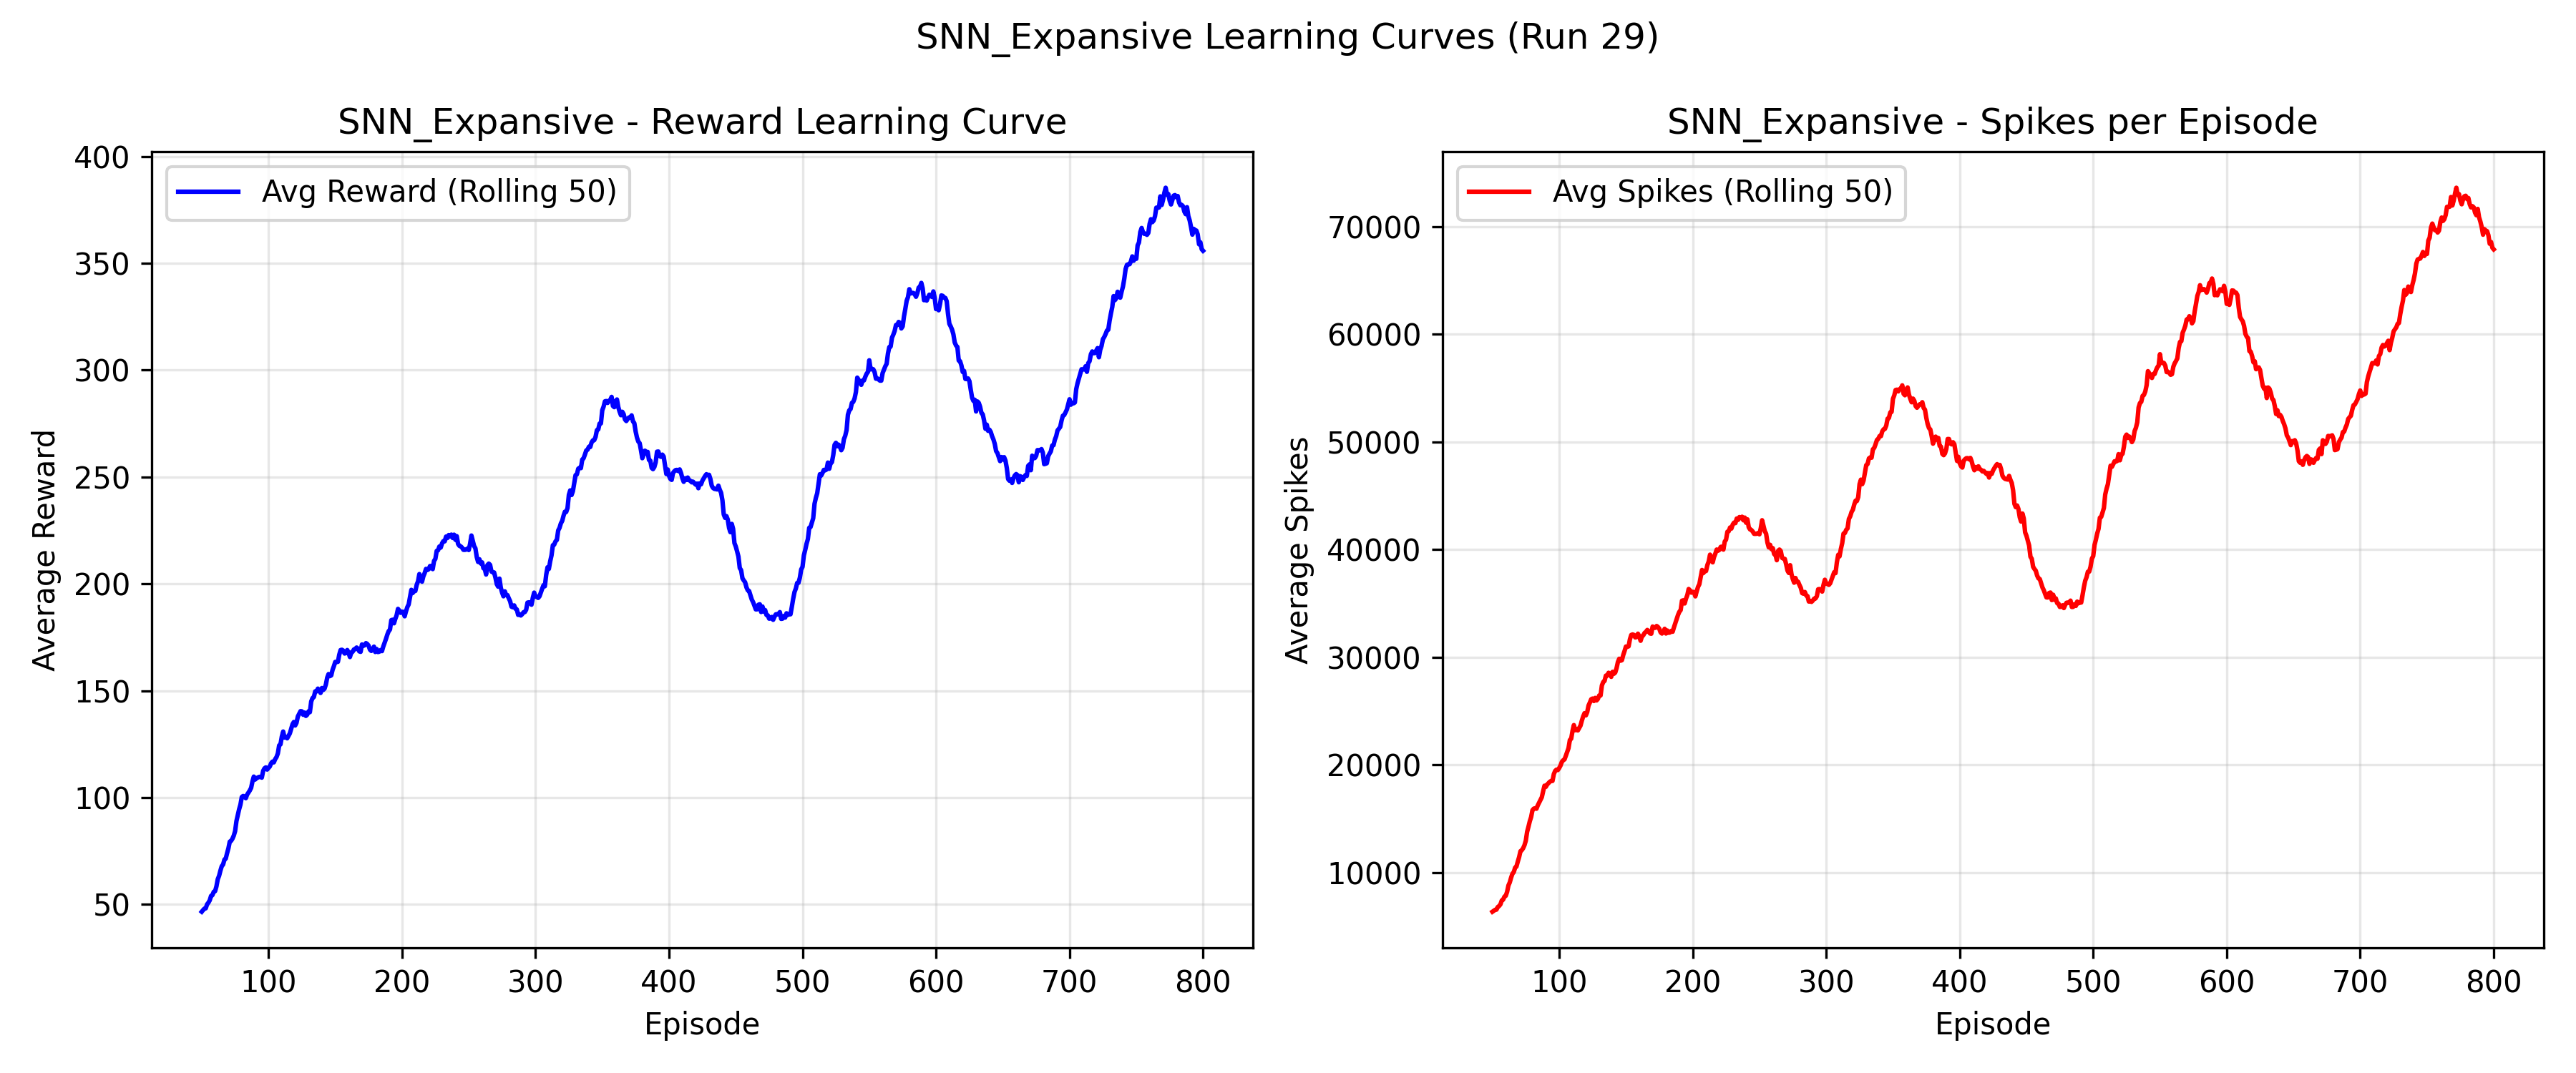 SNN_Expansive Learning Curves (Run 29)
SNN_Expansive - Reward Learning Curve
Avg Reward (Rolling 50)
Average Reward
400
350
300
250
200
150
100
50
100 200 300 400 500 600 700 800
Episode
SNN_Expansive - Spikes per Episode
Avg Spikes (Rolling 50)
Average Spikes
70000
60000
50000
40000
30000
20000
10000
100 200 300 400 500 600 700 800
Episode